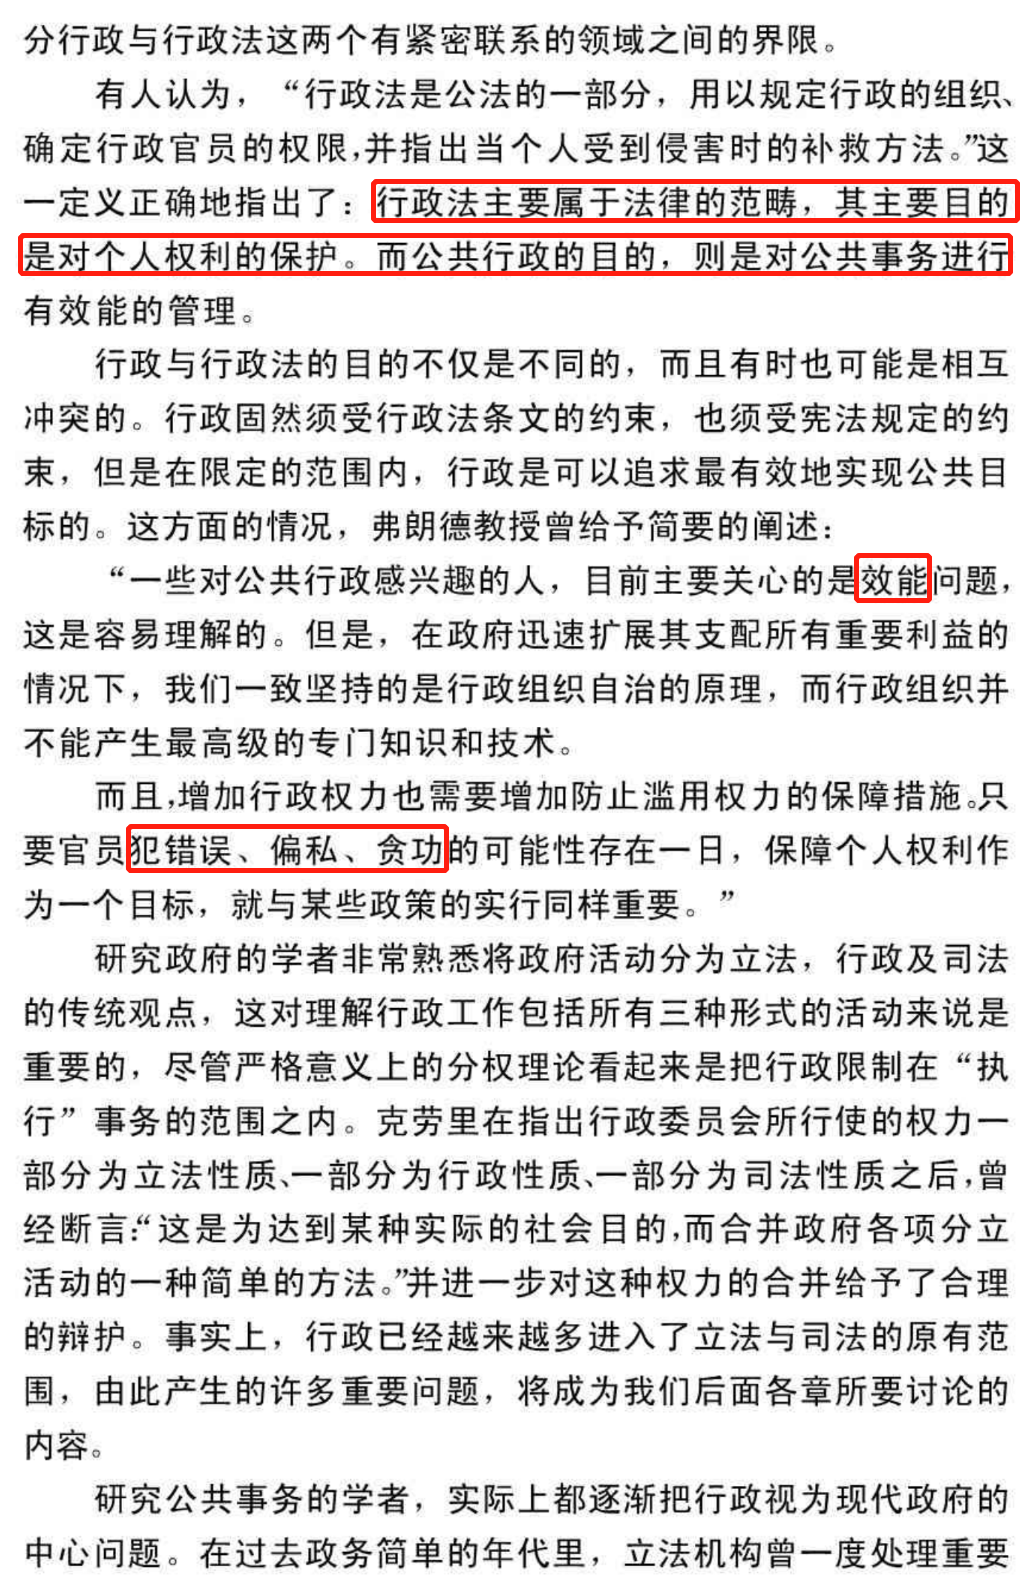 分行政与行政法这两个有紧密联系的领域之间的界限。
有人认为，“行政法是公法的一部分，用以规定行政的组织、
确定行政官员的权限，并指出当个人受到侵害时的补救方法。”这
一定义正确地指出了：行政法主要属于法律的范畴，其主要目的
是对个人权利的保护。而公共行政的目的，则是对公共事务进行
有效能的管理。
行政与行政法的目的不仅是不同的，而且有时也可能是相互
冲突的。行政固然须受行政法条文的约束，也须受宪法规定的约
束，但是在限定的范围内，行政是可以追求最有效地实现公共目
标的。这方面的情况，弗朗德教授曾给予简要的阐述：
“一些对公共行政感兴趣的人，目前主要关心的是效能问题，
这是容易理解的。但是，在政府迅速扩展其支配所有重要利益的
情况下，我们一致坚持的是行政组织自治的原理，而行政组织并
不能产生最高级的专门知识和技术。
而且，增加行政权力也需要增加防止滥用权力的保障措施。只
要官员犯错误、偏私、贪功的可能性存在一日，保障个人权利作
为一个目标，就与某些政策的实行同样重要。”
研究政府的学者非常熟悉将政府活动分为立法，行政及司法
的传统观点，这对理解行政工作包括所有三种形式的活动来说是
重要的，尽管严格意义上的分权理论看起来是把行政限制在“执
行”事务的范围之内。克劳里在指出行政委员会所行使的权力一
部分为立法性质、一部分为行政性质、一部分为司法性质之后，曾
经断言：“这是为达到某种实际的社会目的，而合并政府各项分立
活动的一种简单的方法。”并进一步对这种权力的合并给予了合理
的辩护。事实上，行政已经越来越多进入了立法与司法的原有范
围，由此产生的许多重要问题，将成为我们后面各章所要讨论的
内容。
研究公共事务的学者，实际上都逐渐把行政视为现代政府的
中心问题。在过去政务简单的年代里，立法机构曾一度处理重要